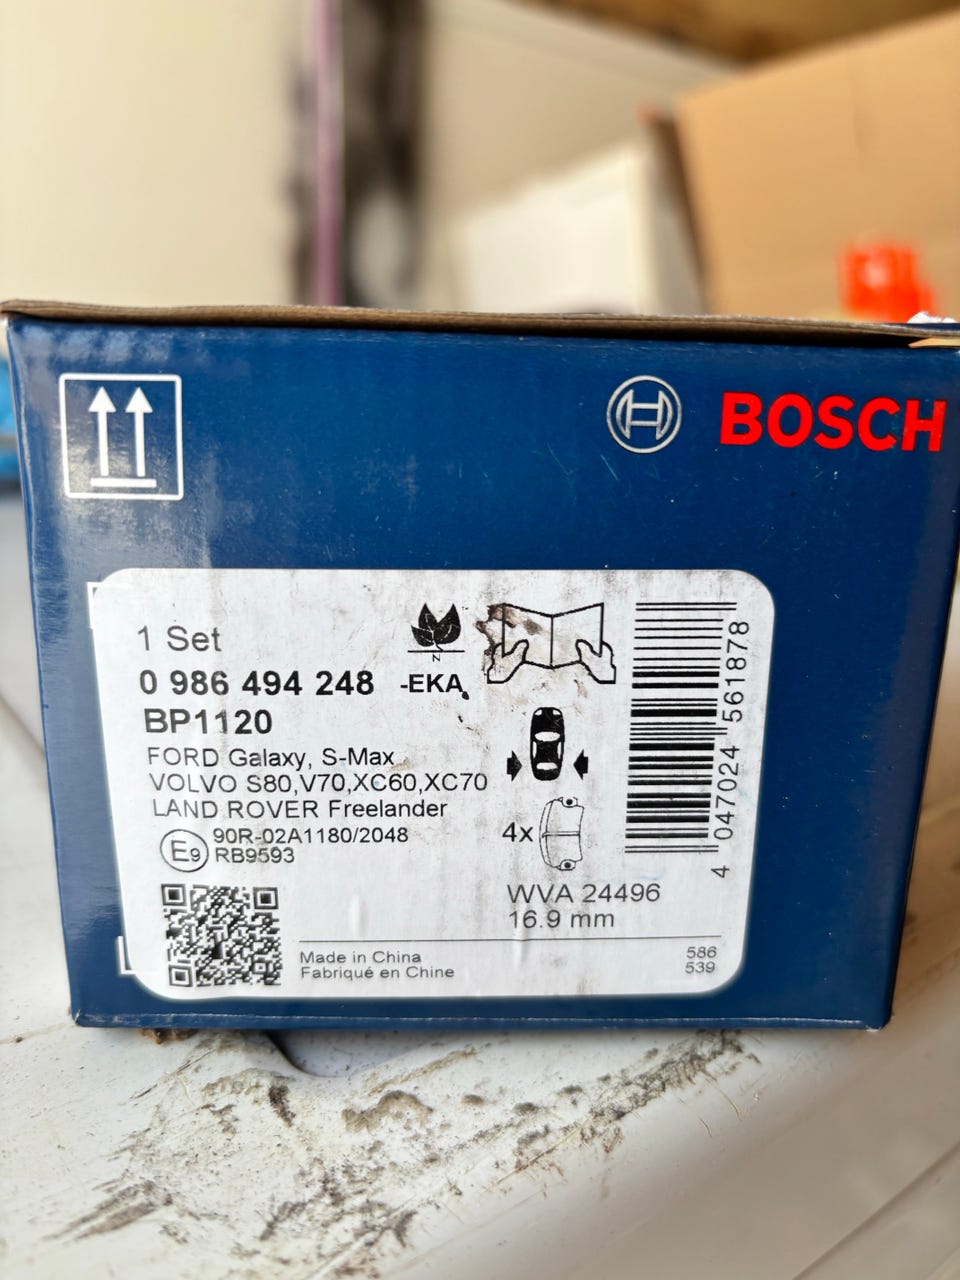 BOSCH
1 Set
0 986 494 248 -EKA
BP1120
FORD Galaxy, S-Max
VOLVO S80,V70,XC60,XC70
LAND ROVER Freelander
E9 90R-02A1180/2048
RB9593
4x
WVA 24496
16.9 mm
Made in China
Fabriqué en Chine
586
539
4 047024 561878
N